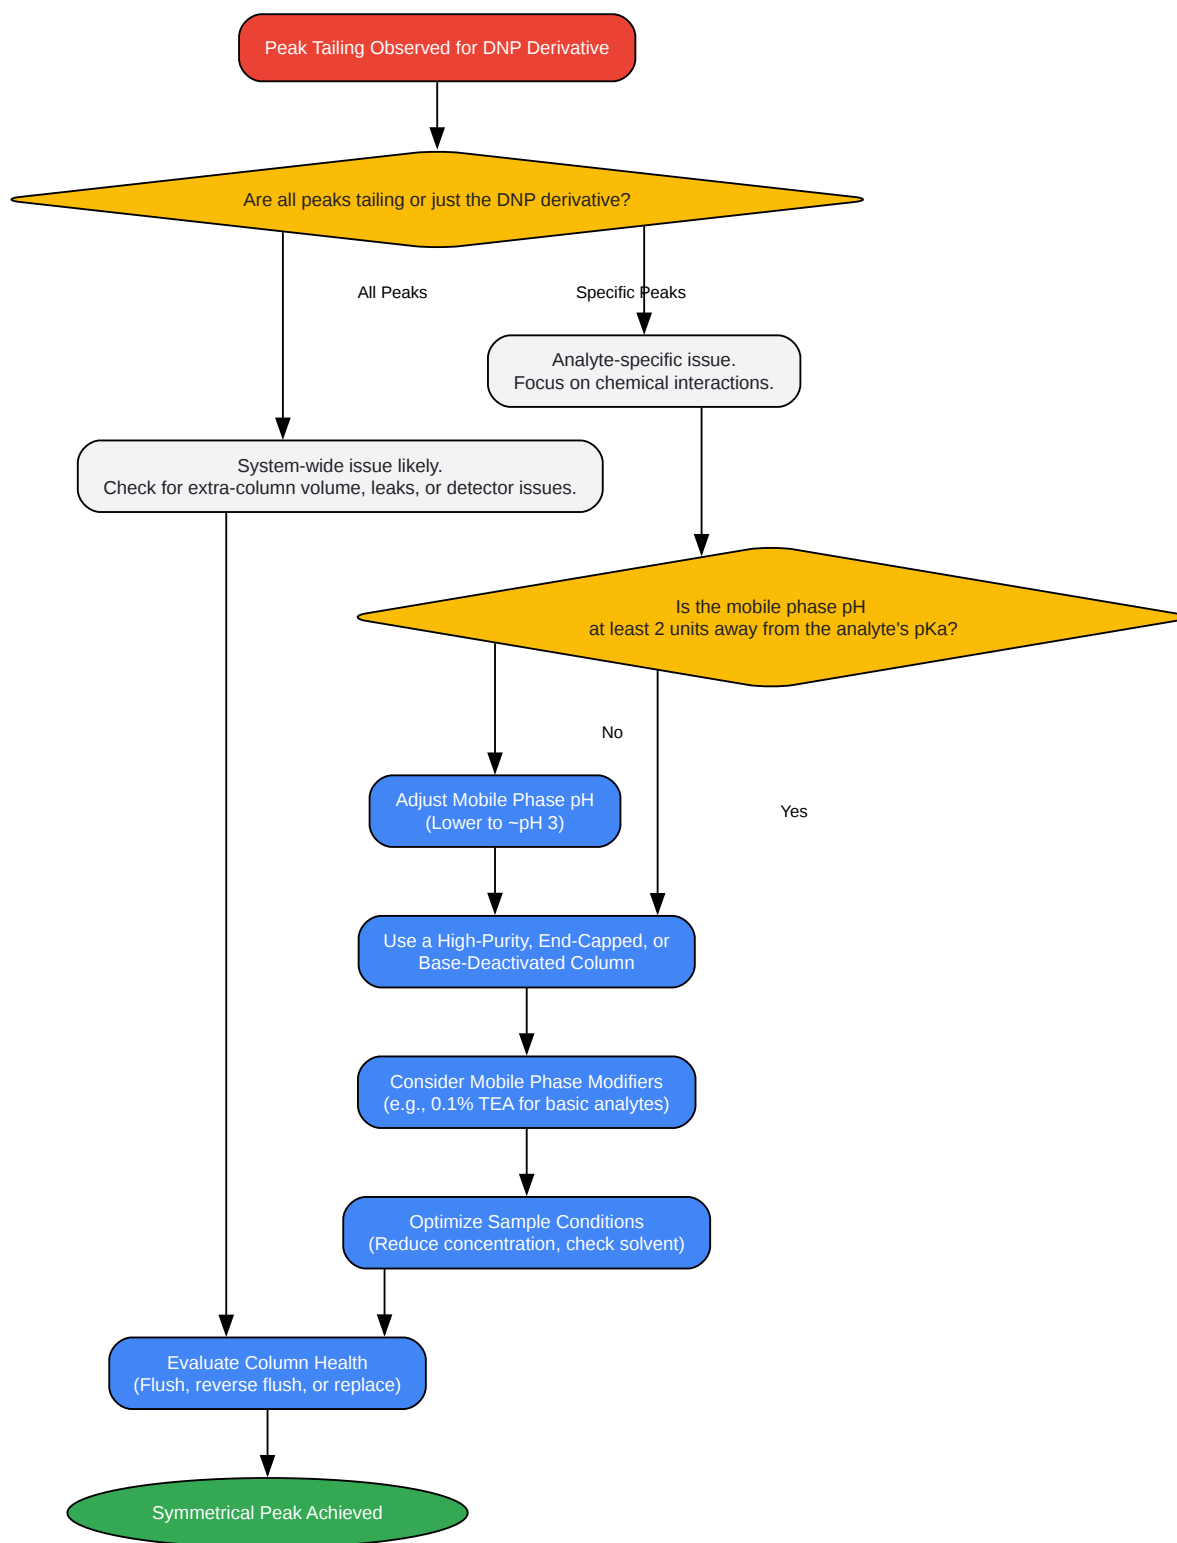 Peak Tailing Observed for DNP Derivative
Are all peaks tailing or just the DNP derivative?
All Peaks
Specific Peaks
Analyte-specific issue.
Focus on chemical interactions.
System-wide issue likely.
Check for extra-column volume, leaks, or detector issues.
Is the mobile phase pH
at least 2 units away from the analyte's pKa?
No
Adjust Mobile Phase pH
(Lower to ~pH 3)
Yes
Use a High-Purity, End-Capped, or
Base-Deactivated Column
Consider Mobile Phase Modifiers
(e.g., 0.1% TEA for basic analytes)
Optimize Sample Conditions
(Reduce concentration, check solvent)
Evaluate Column Health
(Flush, reverse flush, or replace)
Symmetrical Peak Achieved